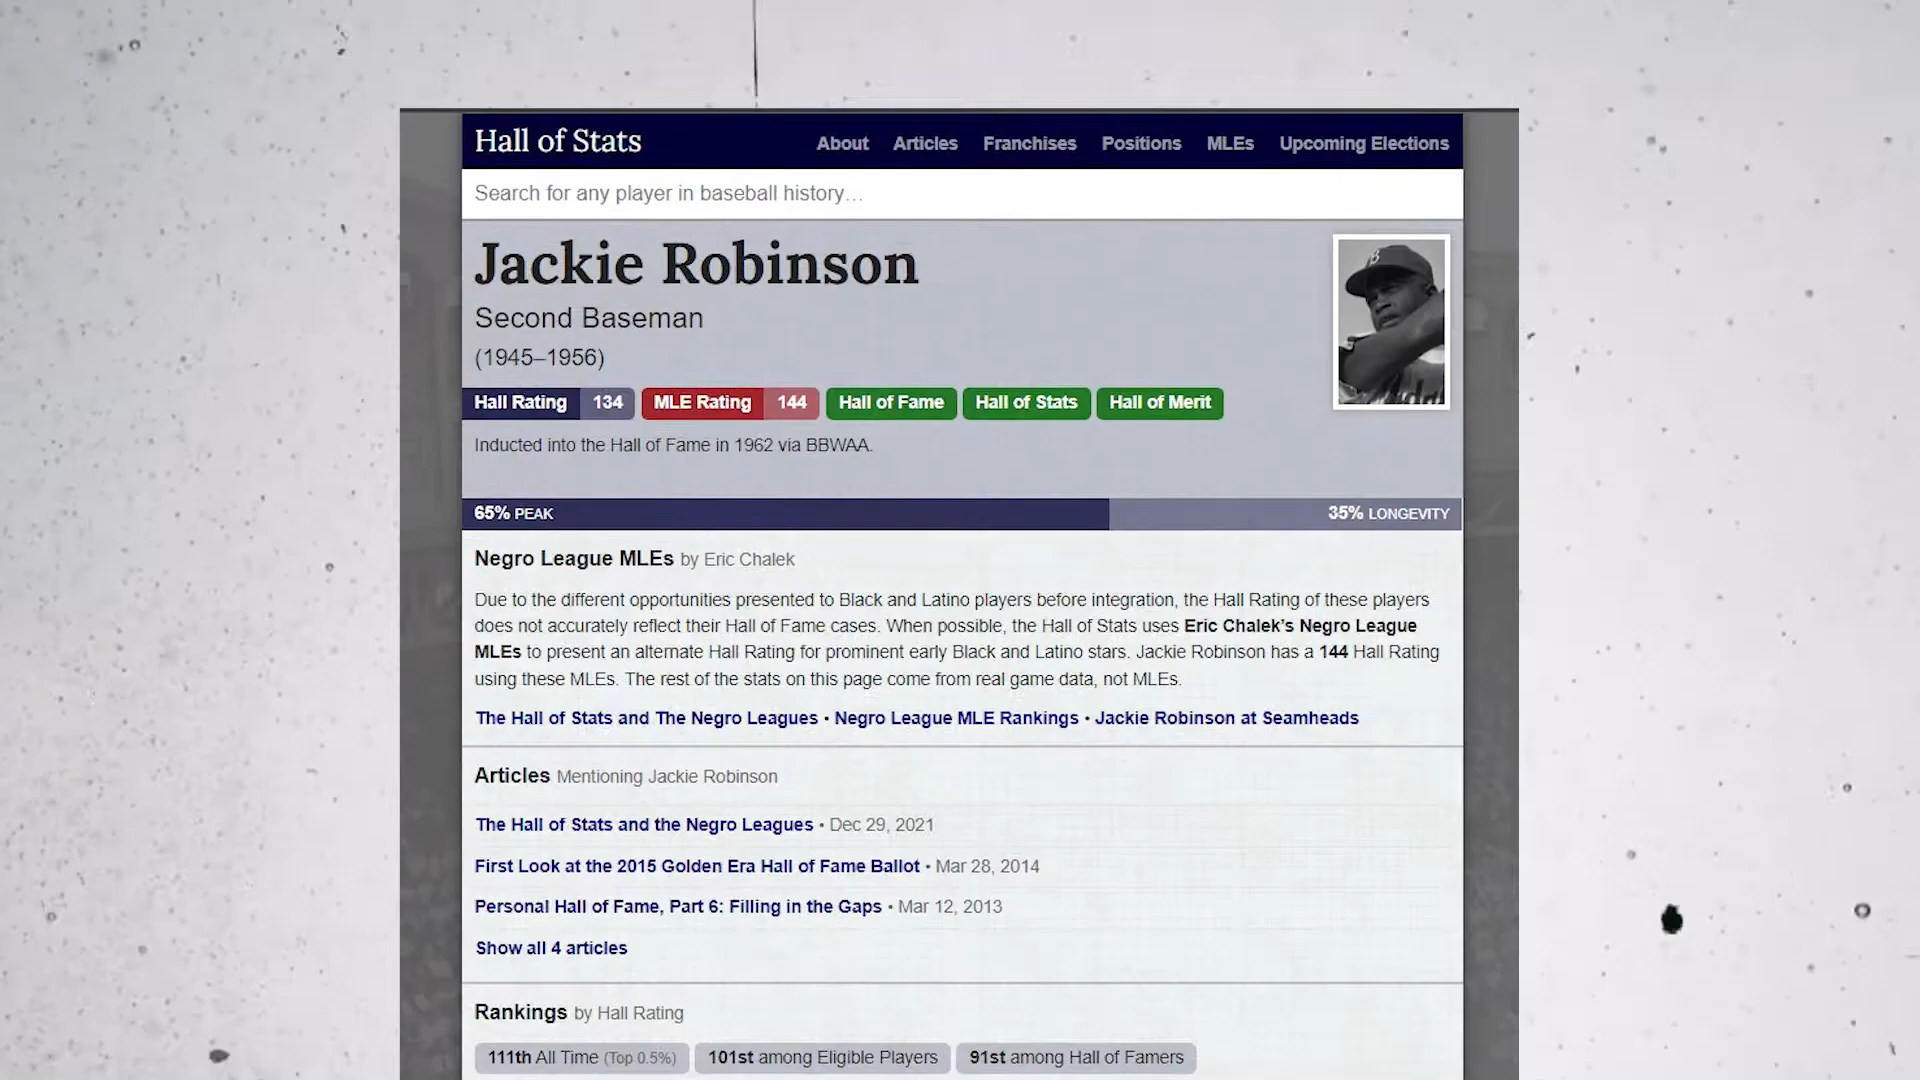 Hall of Stats
About Articles Franchises Positions MLEs Upcoming Elections
Search for any player in baseball history…
Jackie Robinson
Second Baseman
(1945–1956)
Hall Rating 134 MLE Rating 144 Hall of Fame Hall of Stats Hall of Merit
Inducted into the Hall of Fame in 1962 via BBWAA.
65% PEAK 35% LONGEVITY
Negro League MLEs by Eric Chalek
Due to the different opportunities presented to Black and Latino players before integration, the Hall Rating of these players
does not accurately reflect their Hall of Fame cases. When possible, the Hall of Stats uses Eric Chalek’s Negro League
MLEs to present an alternate Hall Rating for prominent early Black and Latino stars. Jackie Robinson has a 144 Hall Rating
using these MLEs. The rest of the stats on this page come from real game data, not MLEs.
The Hall of Stats and The Negro Leagues • Negro League MLE Rankings • Jackie Robinson at Seamheads
Articles Mentioning Jackie Robinson
The Hall of Stats and the Negro Leagues • Dec 29, 2021
First Look at the 2015 Golden Era Hall of Fame Ballot • Mar 28, 2014
Personal Hall of Fame, Part 6: Filling in the Gaps • Mar 12, 2013
Show all 4 articles
Rankings by Hall Rating
111th All Time (Top 0.5%) 101st among Eligible Players 91st among Hall of Famers